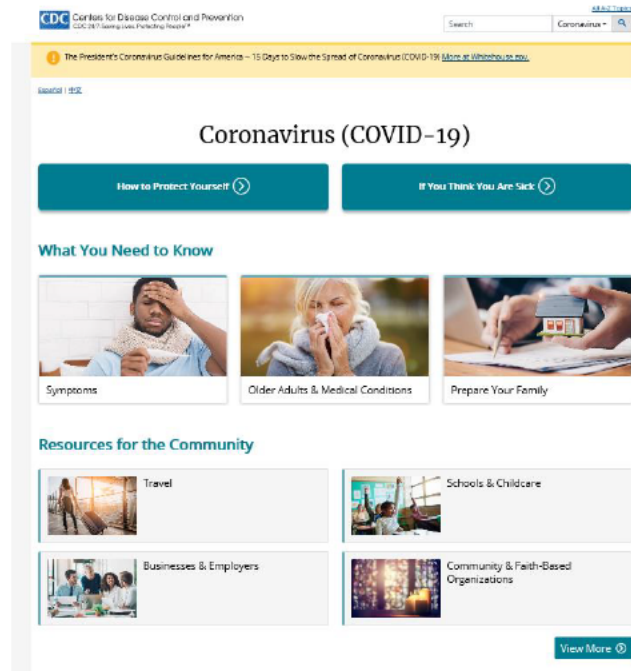 CDC Centers for Disease Control and Prevention
CDC 24/7: Saving Lives, Protecting People™
All A-Z Topics
Search
Coronavirus
The President's Coronavirus Guidelines for America – 15 Days to Slow the Spread of Coronavirus (COVID-19) More at Whitehouse.gov.
Español | 中文
Coronavirus (COVID-19)
How to Protect Yourself
If You Think You Are Sick
What You Need to Know
Symptoms
Older Adults & Medical Conditions
Prepare Your Family
Resources for the Community
Travel
Schools & Childcare
Businesses & Employers
Community & Faith-Based
Organizations
View More